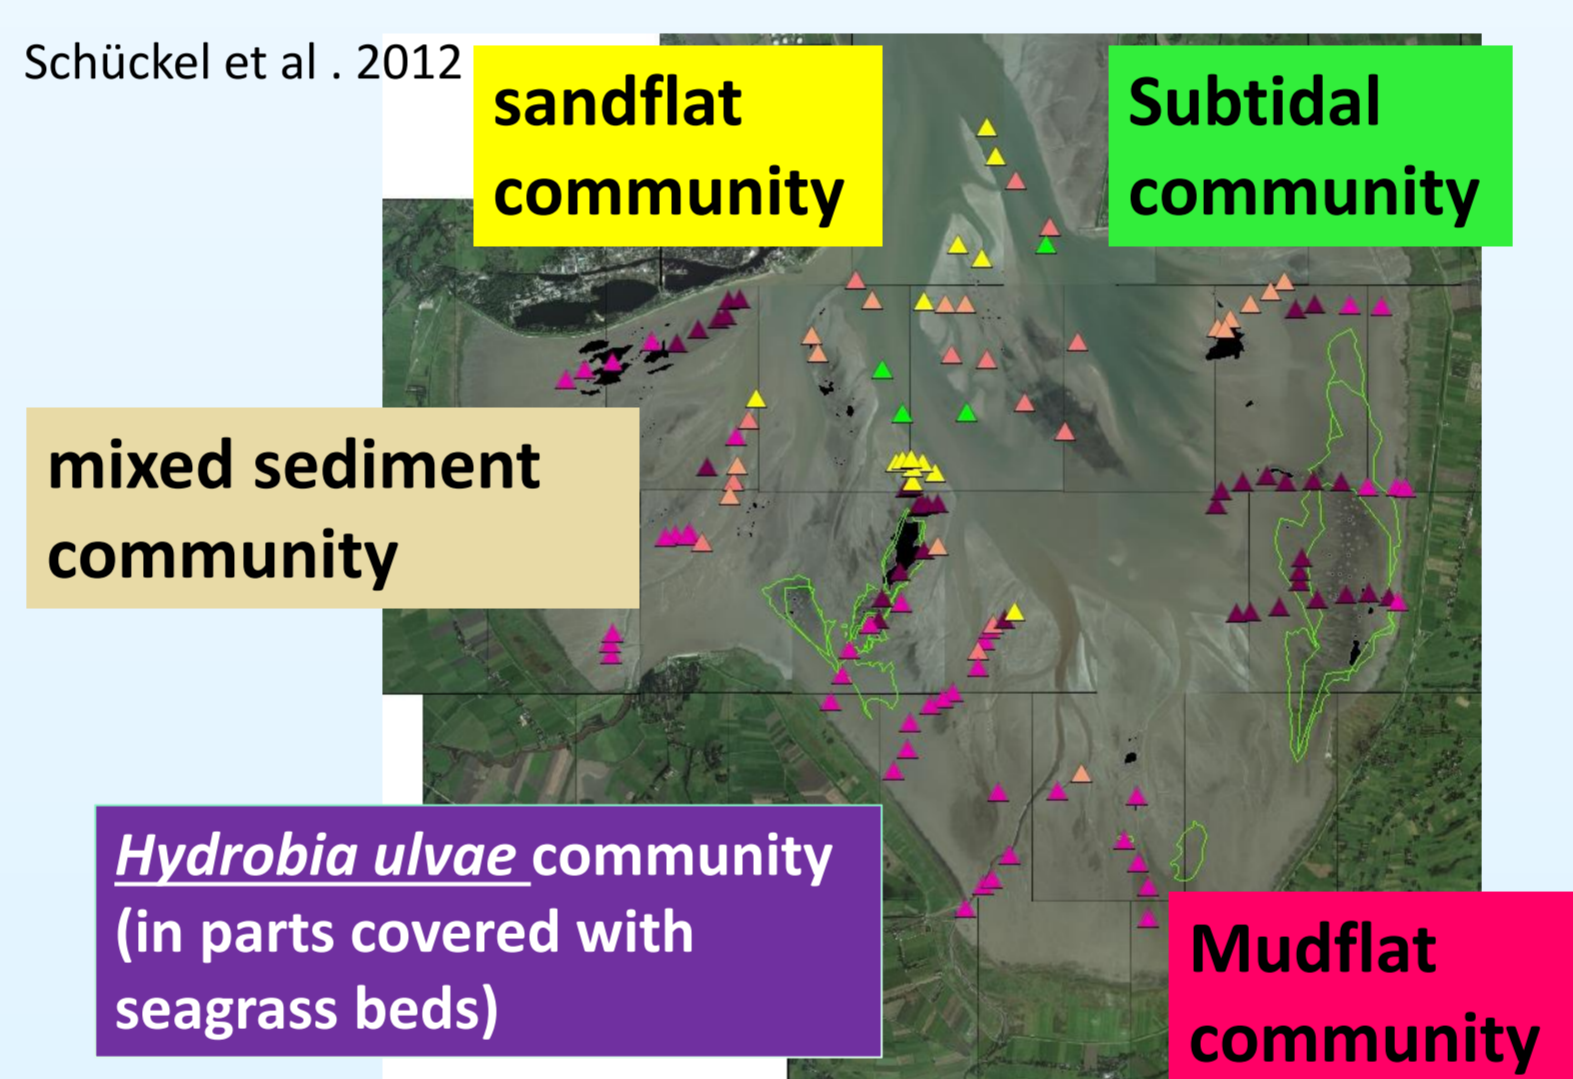 Schückel et al . 2012
sandflat
community
Subtidal
community
mixed sediment
community
Hydrobia ulvae community
(in parts covered with
seagrass beds)
Mudflat
community